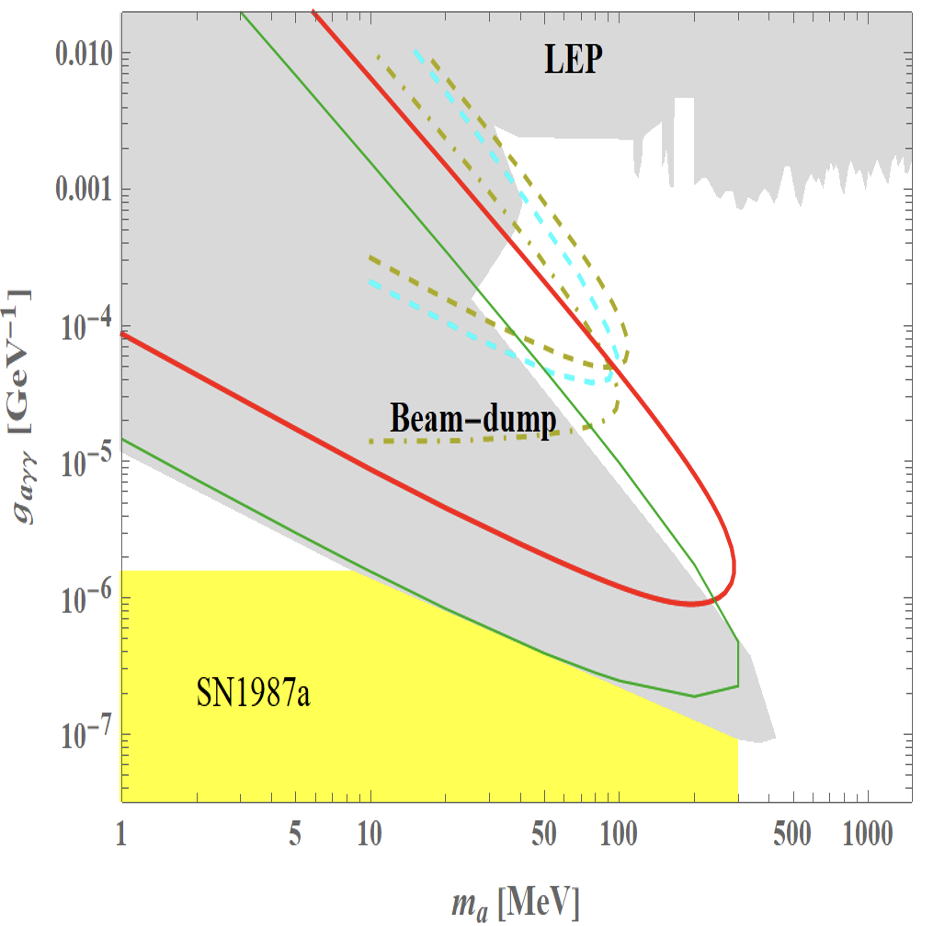 0.010
0.001
10⁻⁴
10⁻⁵
10⁻⁶
10⁻⁷
g_aγγ [GeV⁻¹]
LEP
Beam-dump
SN1987a
1 5 10 50 100 500 1000
m_a [MeV]